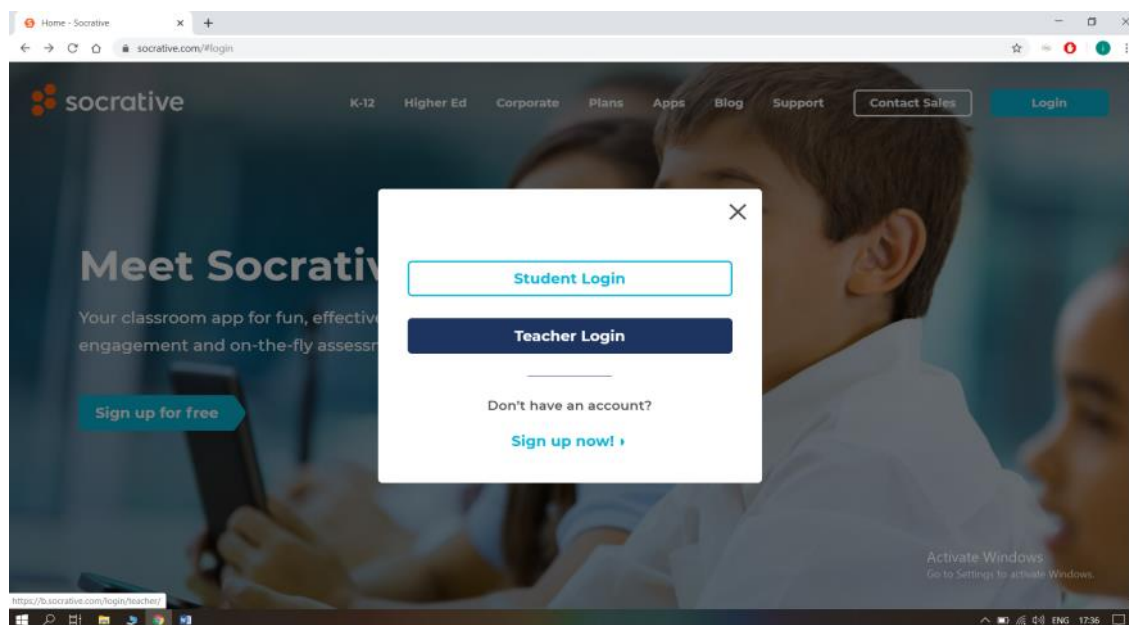 Home - Socrative
socrative.com/#login
socrative
K-12 Higher Ed Corporate Plans Apps Blog Support Contact Sales Login
Student Login
Meet Socrativ
Teacher Login
Your classroom app for fun, effective
engagement and on-the-fly assessm
Don't have an account?
Sign up for free
Sign up now!
Activate Windows
Go to Settings to activate Windows.
https://b.socrative.com/login/teacher/
ENG 17:36